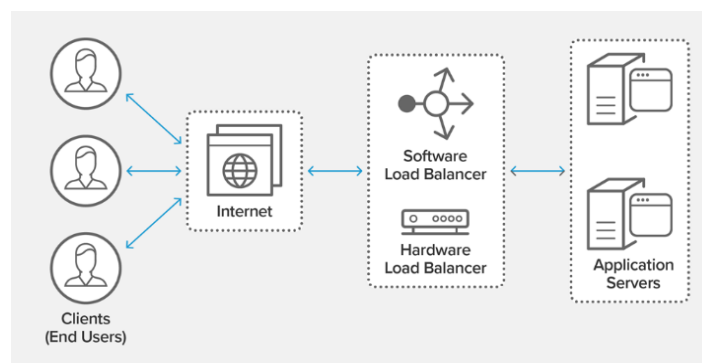 Internet
Software
Load Balancer
Hardware
Load Balancer
Application
Servers
Clients
(End Users)